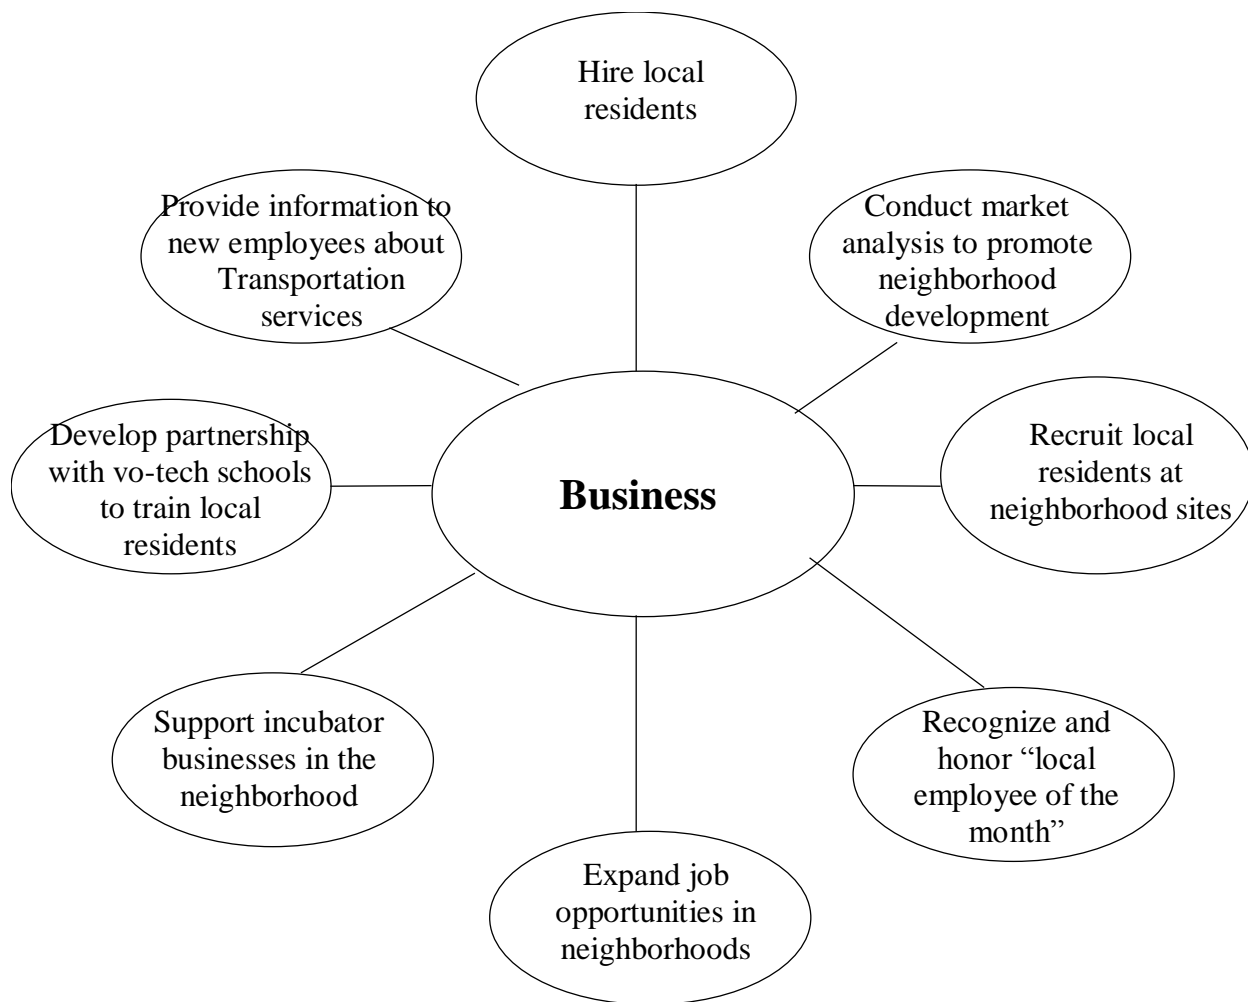 Hire local
residents
Provide information to
new employees about
Transportation
services
Conduct market
analysis to promote
neighborhood
development
Develop partnership
with vo-tech schools
to train local
residents
Business
Recruit local
residents at
neighborhood sites
Support incubator
businesses in the
neighborhood
Recognize and
honor “local
employee of the
month”
Expand job
opportunities in
neighborhoods